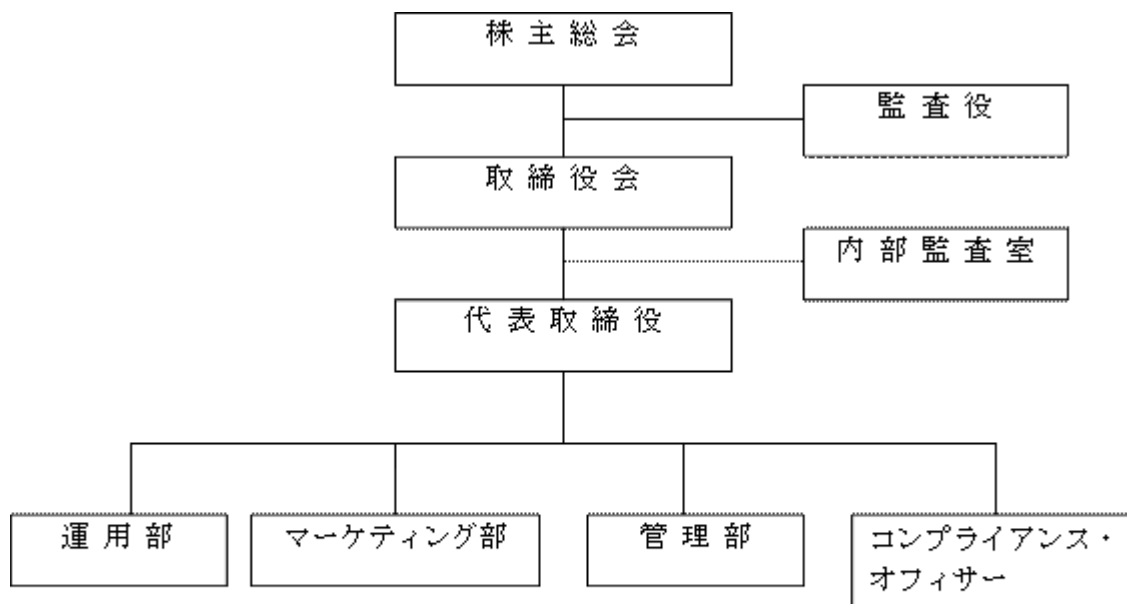 株主総会
監査役
取締役会
内部監査室
代表取締役
運用部
マーケティング部
管理部
コンプライアンス・
オフィサー